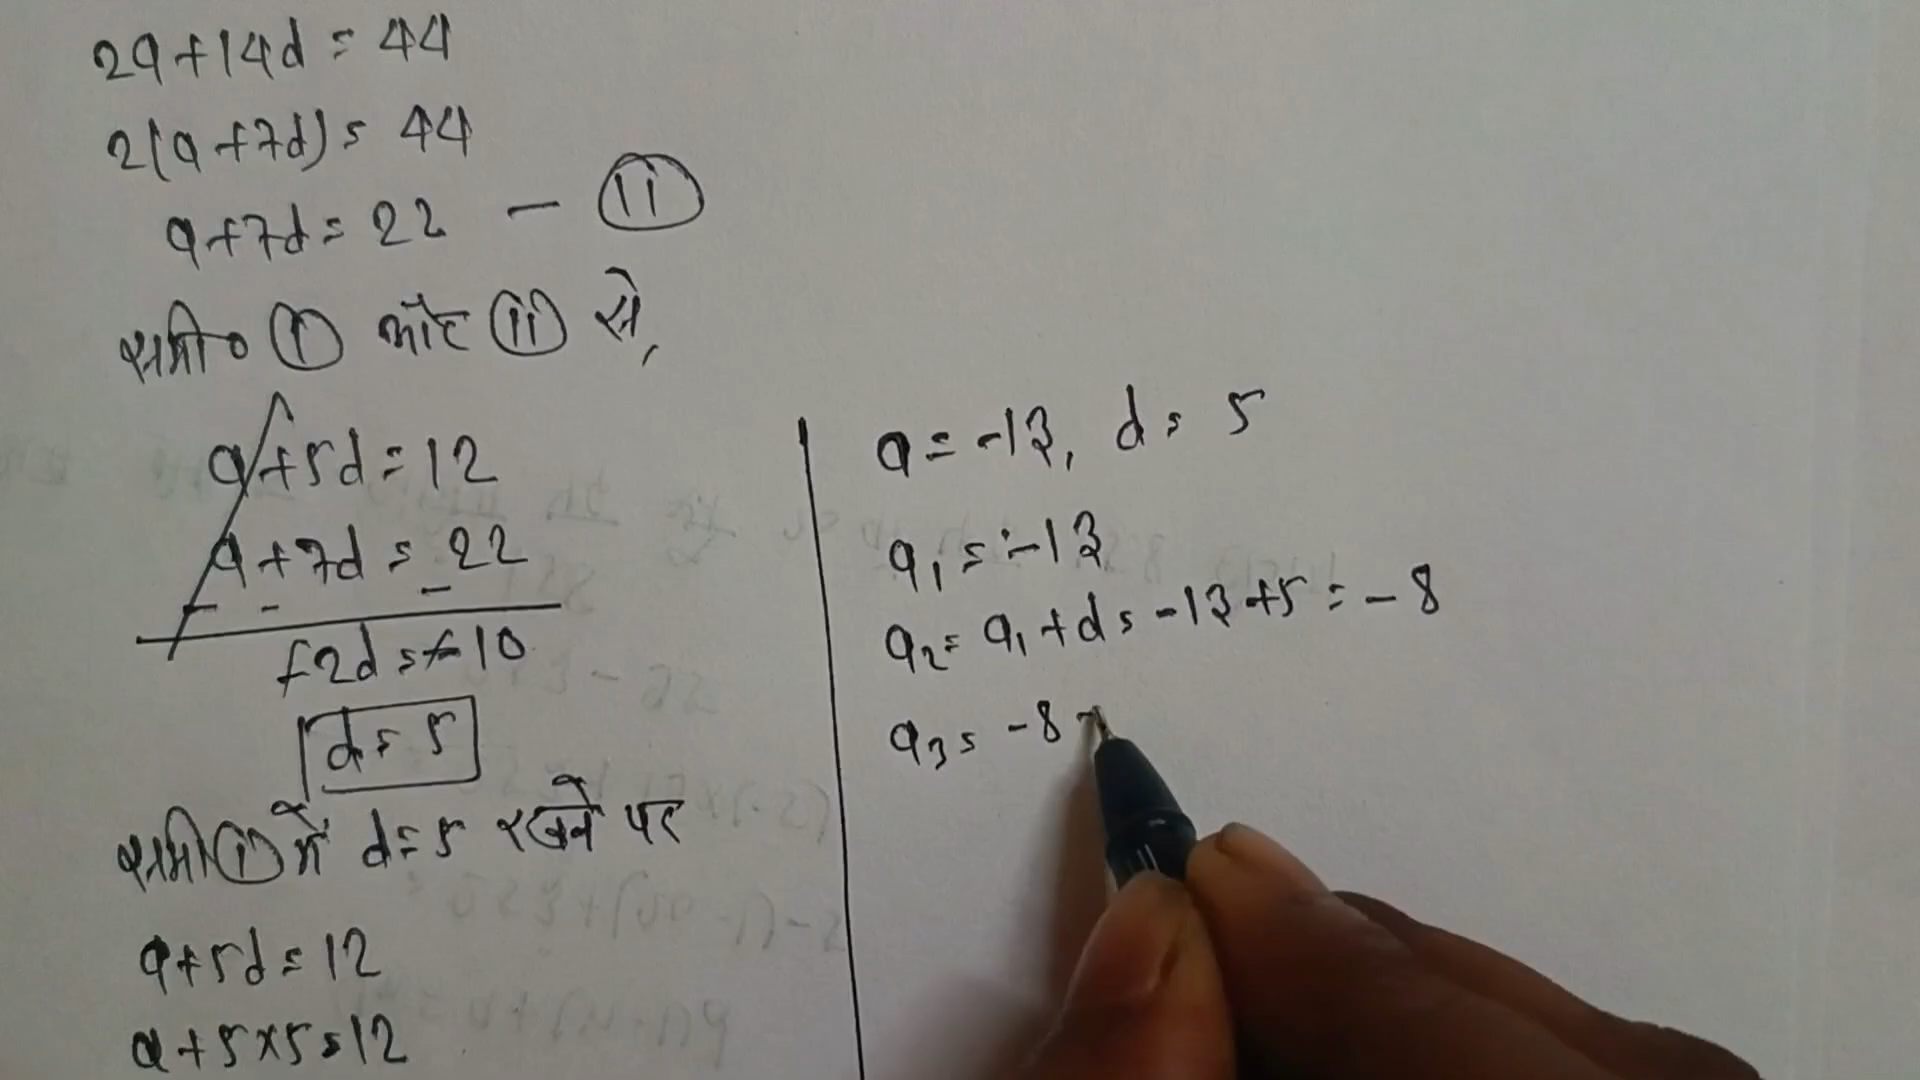 2a+14d = 44
2(a+7d) = 44
a+7d = 22 — (ii)
समी० (i) और (ii) से,
a+5d = 12
a+7d = 22
- - -
-2d = -10
d = 5
समी (i) में d = 5 रखने पर
a+5d = 12
a+5×5 = 12
a = -13, d = 5
a₁ = -13
a₂ = a₁+d = -13+5 = -8
a₃ = -8